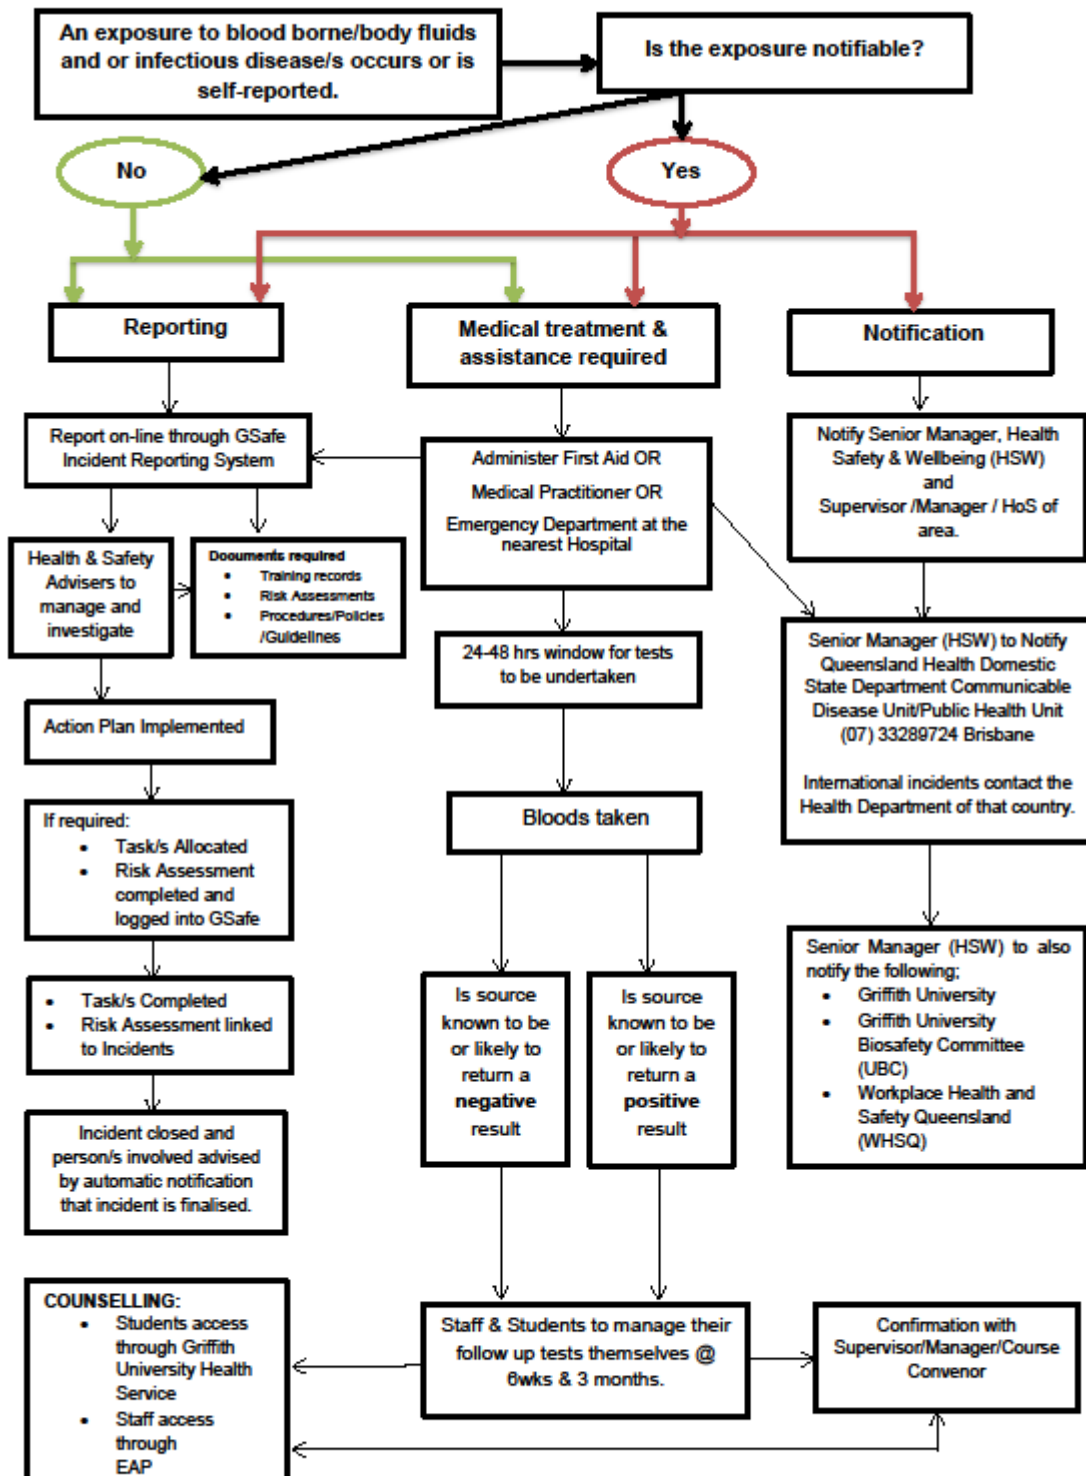 An exposure to blood borne/body fluids
and or infectious disease/s occurs or is
self-reported.
Is the exposure notifiable?
No
Yes
Reporting
Medical treatment &
assistance required
Notification
Report on-line through GSafe
Incident Reporting System
Administer First Aid OR
Medical Practitioner OR
Emergency Department at the
nearest Hospital
Notify Senior Manager, Health
Safety & Wellbeing (HSW)
and
Supervisor /Manager / HoS of
area.
Health & Safety
Advisers to
manage and
investigate
Documents required
• Training records
• Risk Assessments
• Procedures/Policies
/Guidelines
24-48 hrs window for tests
to be undertaken
Senior Manager (HSW) to Notify
Queensland Health Domestic
State Department Communicable
Disease Unit/Public Health Unit
(07) 33289724 Brisbane
International incidents contact the
Health Department of that country.
Action Plan Implemented
Bloods taken
If required:
• Task/s Allocated
• Risk Assessment
completed and
logged into GSafe
Senior Manager (HSW) to also
notify the following;
• Griffith University
• Griffith University
Biosafety Committee
(UBC)
• Workplace Health and
Safety Queensland
(WHSQ)
• Task/s Completed
• Risk Assessment linked
to Incidents
Is source
known to be
or likely to
return a
negative
result
Is source
known to be
or likely to
return a
positive
result
Incident closed and
person/s involved advised
by automatic notification
that incident is finalised.
COUNSELLING:
• Students access
through Griffith
University Health
Service
• Staff access
through
EAP
Staff & Students to manage their
follow up tests themselves @
6wks & 3 months.
Confirmation with
Supervisor/Manager/Course
Convenor